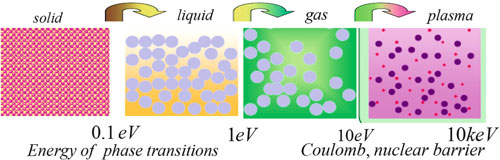 solid liquid gas plasma
0.1 eV 1eV 10eV 10keV
Energy of phase transitions Coulomb, nuclear barrier